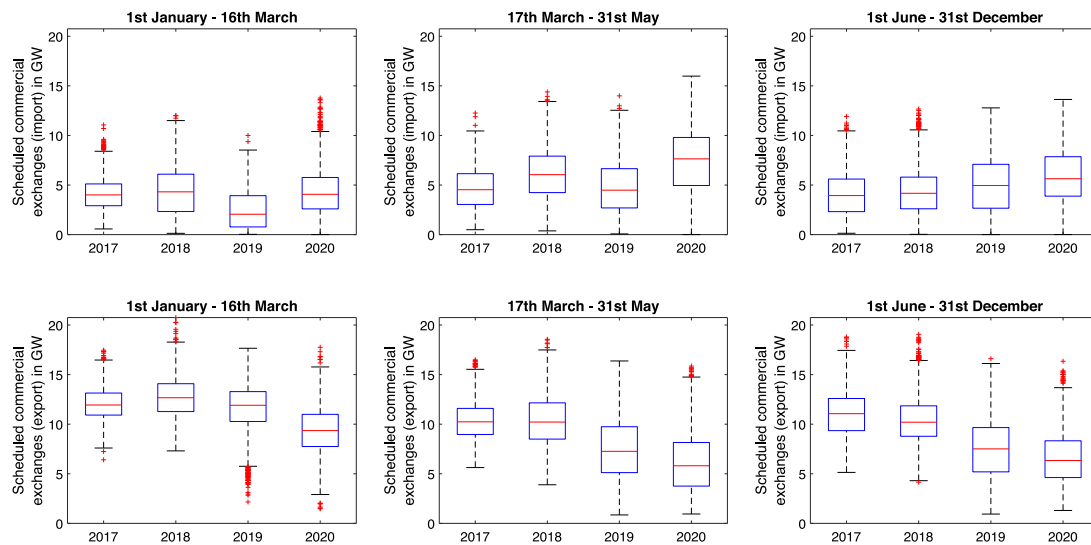 1st January - 16th March
Scheduled commercial
exchanges (import) in GW
20
15
10
5
0
2017 2018 2019 2020
17th March - 31st May
Scheduled commercial
exchanges (import) in GW
20
15
10
5
0
2017 2018 2019 2020
1st June - 31st December
Scheduled commercial
exchanges (import) in GW
20
15
10
5
0
2017 2018 2019 2020
1st January - 16th March
Scheduled commercial
exchanges (export) in GW
20
15
10
5
0
2017 2018 2019 2020
17th March - 31st May
Scheduled commercial
exchanges (export) in GW
20
15
10
5
0
2017 2018 2019 2020
1st June - 31st December
Scheduled commercial
exchanges (export) in GW
20
15
10
5
0
2017 2018 2019 2020